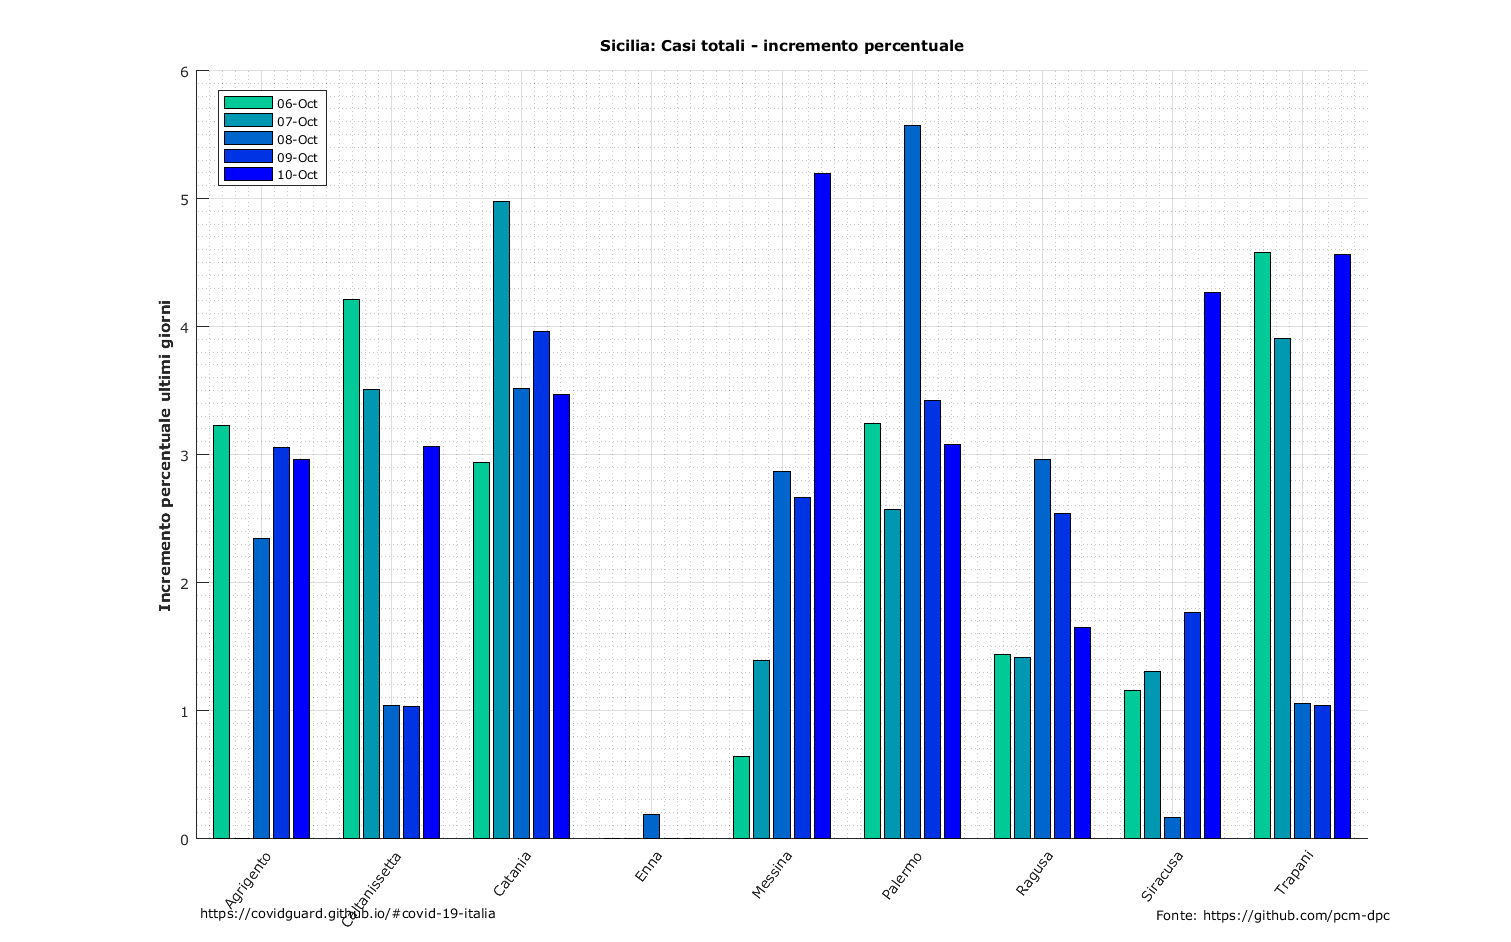 Sicilia: Casi totali - incremento percentuale
Incremento percentuale ultimi giorni
6
5
4
3
2
1
0
06-Oct
07-Oct
08-Oct
09-Oct
10-Oct
Agrigento
Caltanissetta
Catania
Enna
Messina
Palermo
Ragusa
Siracusa
Trapani
https://covidguard.github.io/#covid-19-italia
Fonte: https://github.com/pcm-dpc